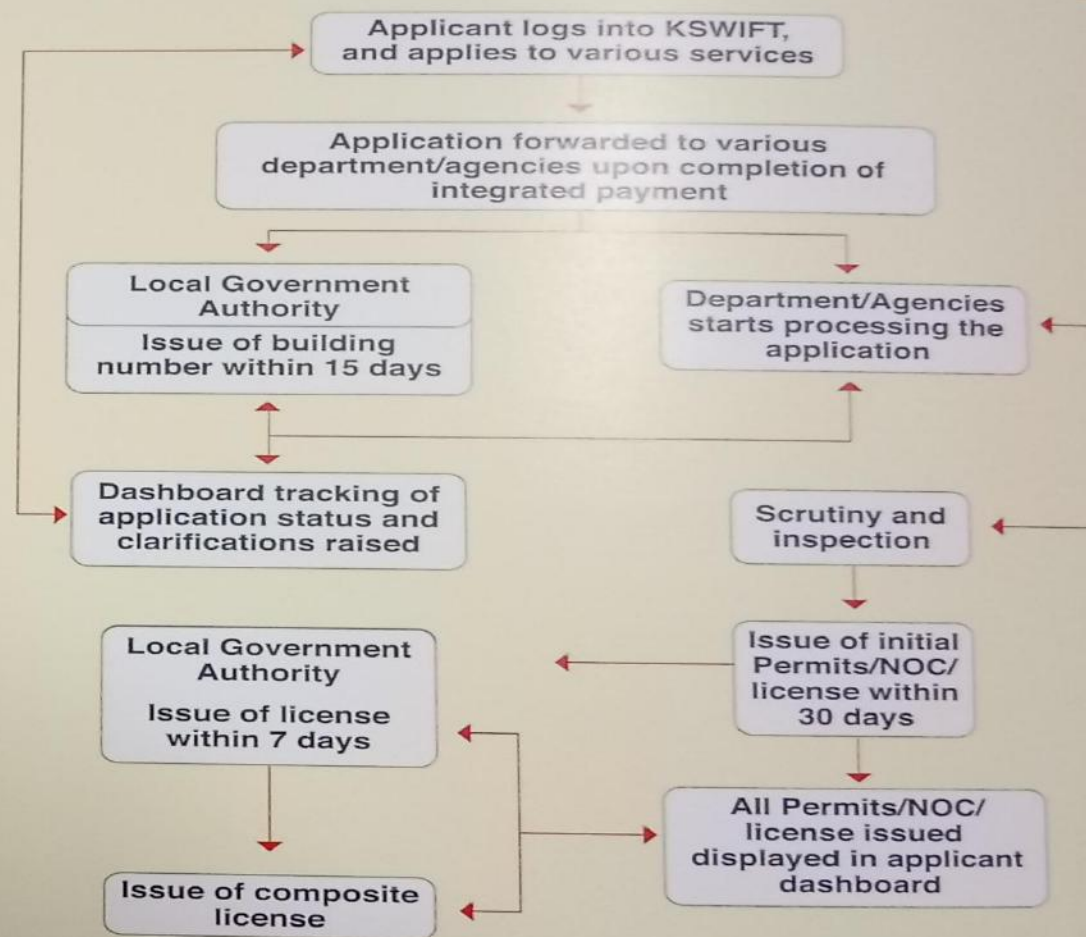 Applicant logs into KSWIFT,
and applies to various services
Application forwarded to various
department/agencies upon completion of
integrated payment
Local Government
Authority
Issue of building
number within 15 days
Department/Agencies
starts processing the
application
Dashboard tracking of
application status and
clarifications raised
Scrutiny and
inspection
Local Government
Authority
Issue of license
within 7 days
Issue of initial
Permits/NOC/
license within
30 days
All Permits/NOC/
license issued
displayed in applicant
dashboard
Issue of composite
license